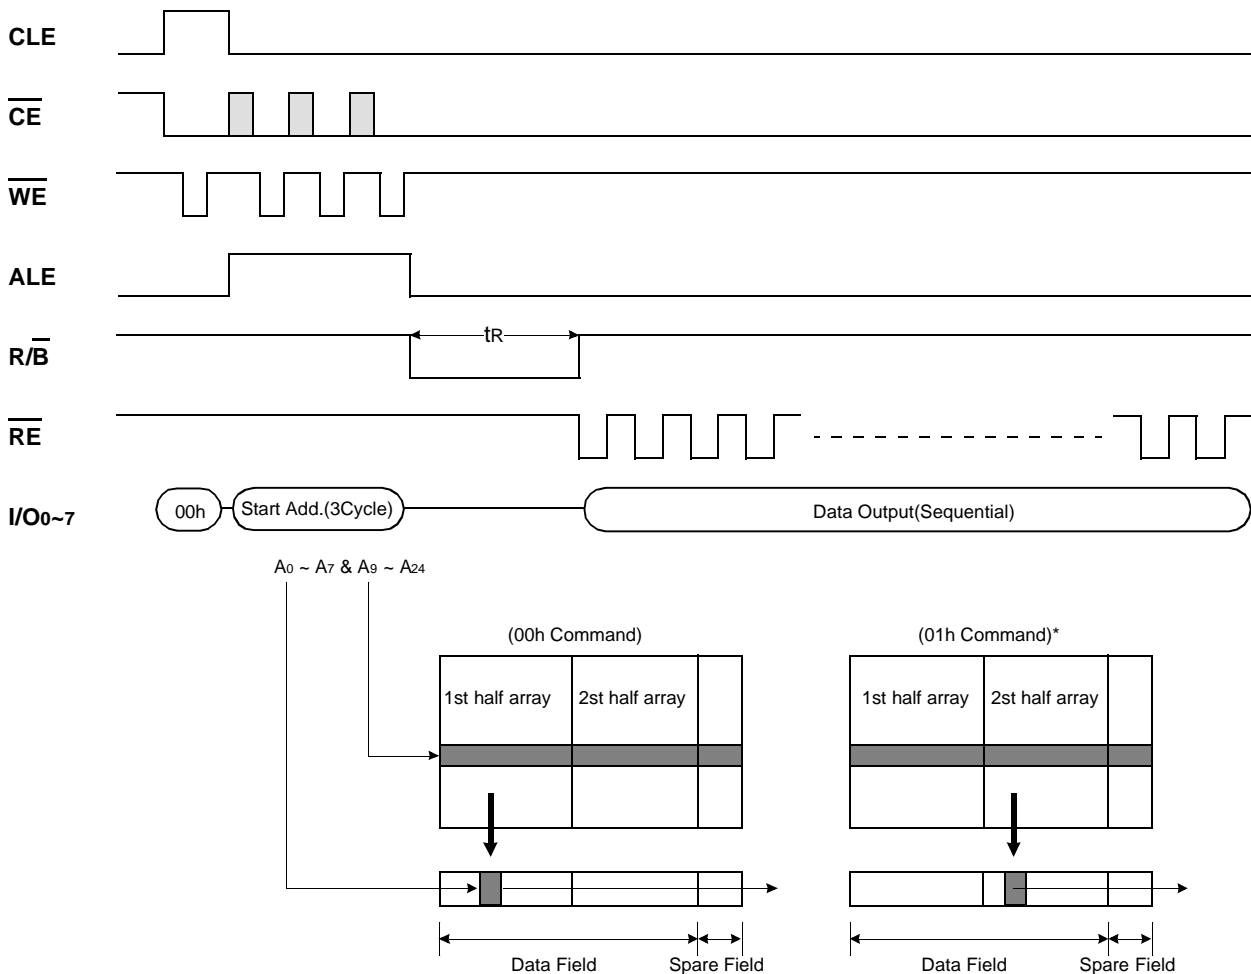 CLE
CE
WE
ALE
R/B
tR
RE
I/O0~7
00h
Start Add.(3Cycle)
Data Output(Sequential)
A0 ~ A7 & A9 ~ A24
(00h Command)
(01h Command)*
1st half array
2st half array
1st half array
2st half array
Data Field
Spare Field
Data Field
Spare Field